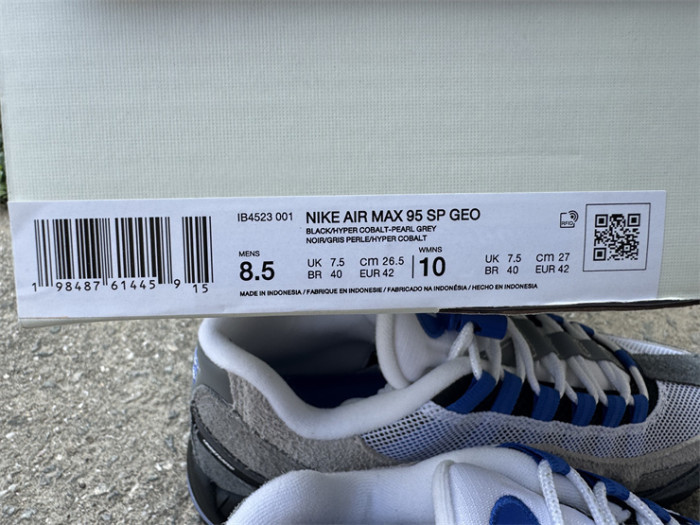 IB4523 001 NIKE AIR MAX 95 SP GEO
BLACK/HYPER COBALT-PEARL GREY
NOIR/GRIS PERLE/HYPER COBALT
RFID
MENS
8.5
UK 7.5 cm 26.5
BR 40 EUR 42
WMNS
10
UK 7.5 cm 27
BR 40 EUR 42
MADE IN INDONESIA / FABRIQUE EN INDONESIE / FABRICADO NA INDONÉSIA / HECHO EN INDONESIA
1 98487 61445 9 15